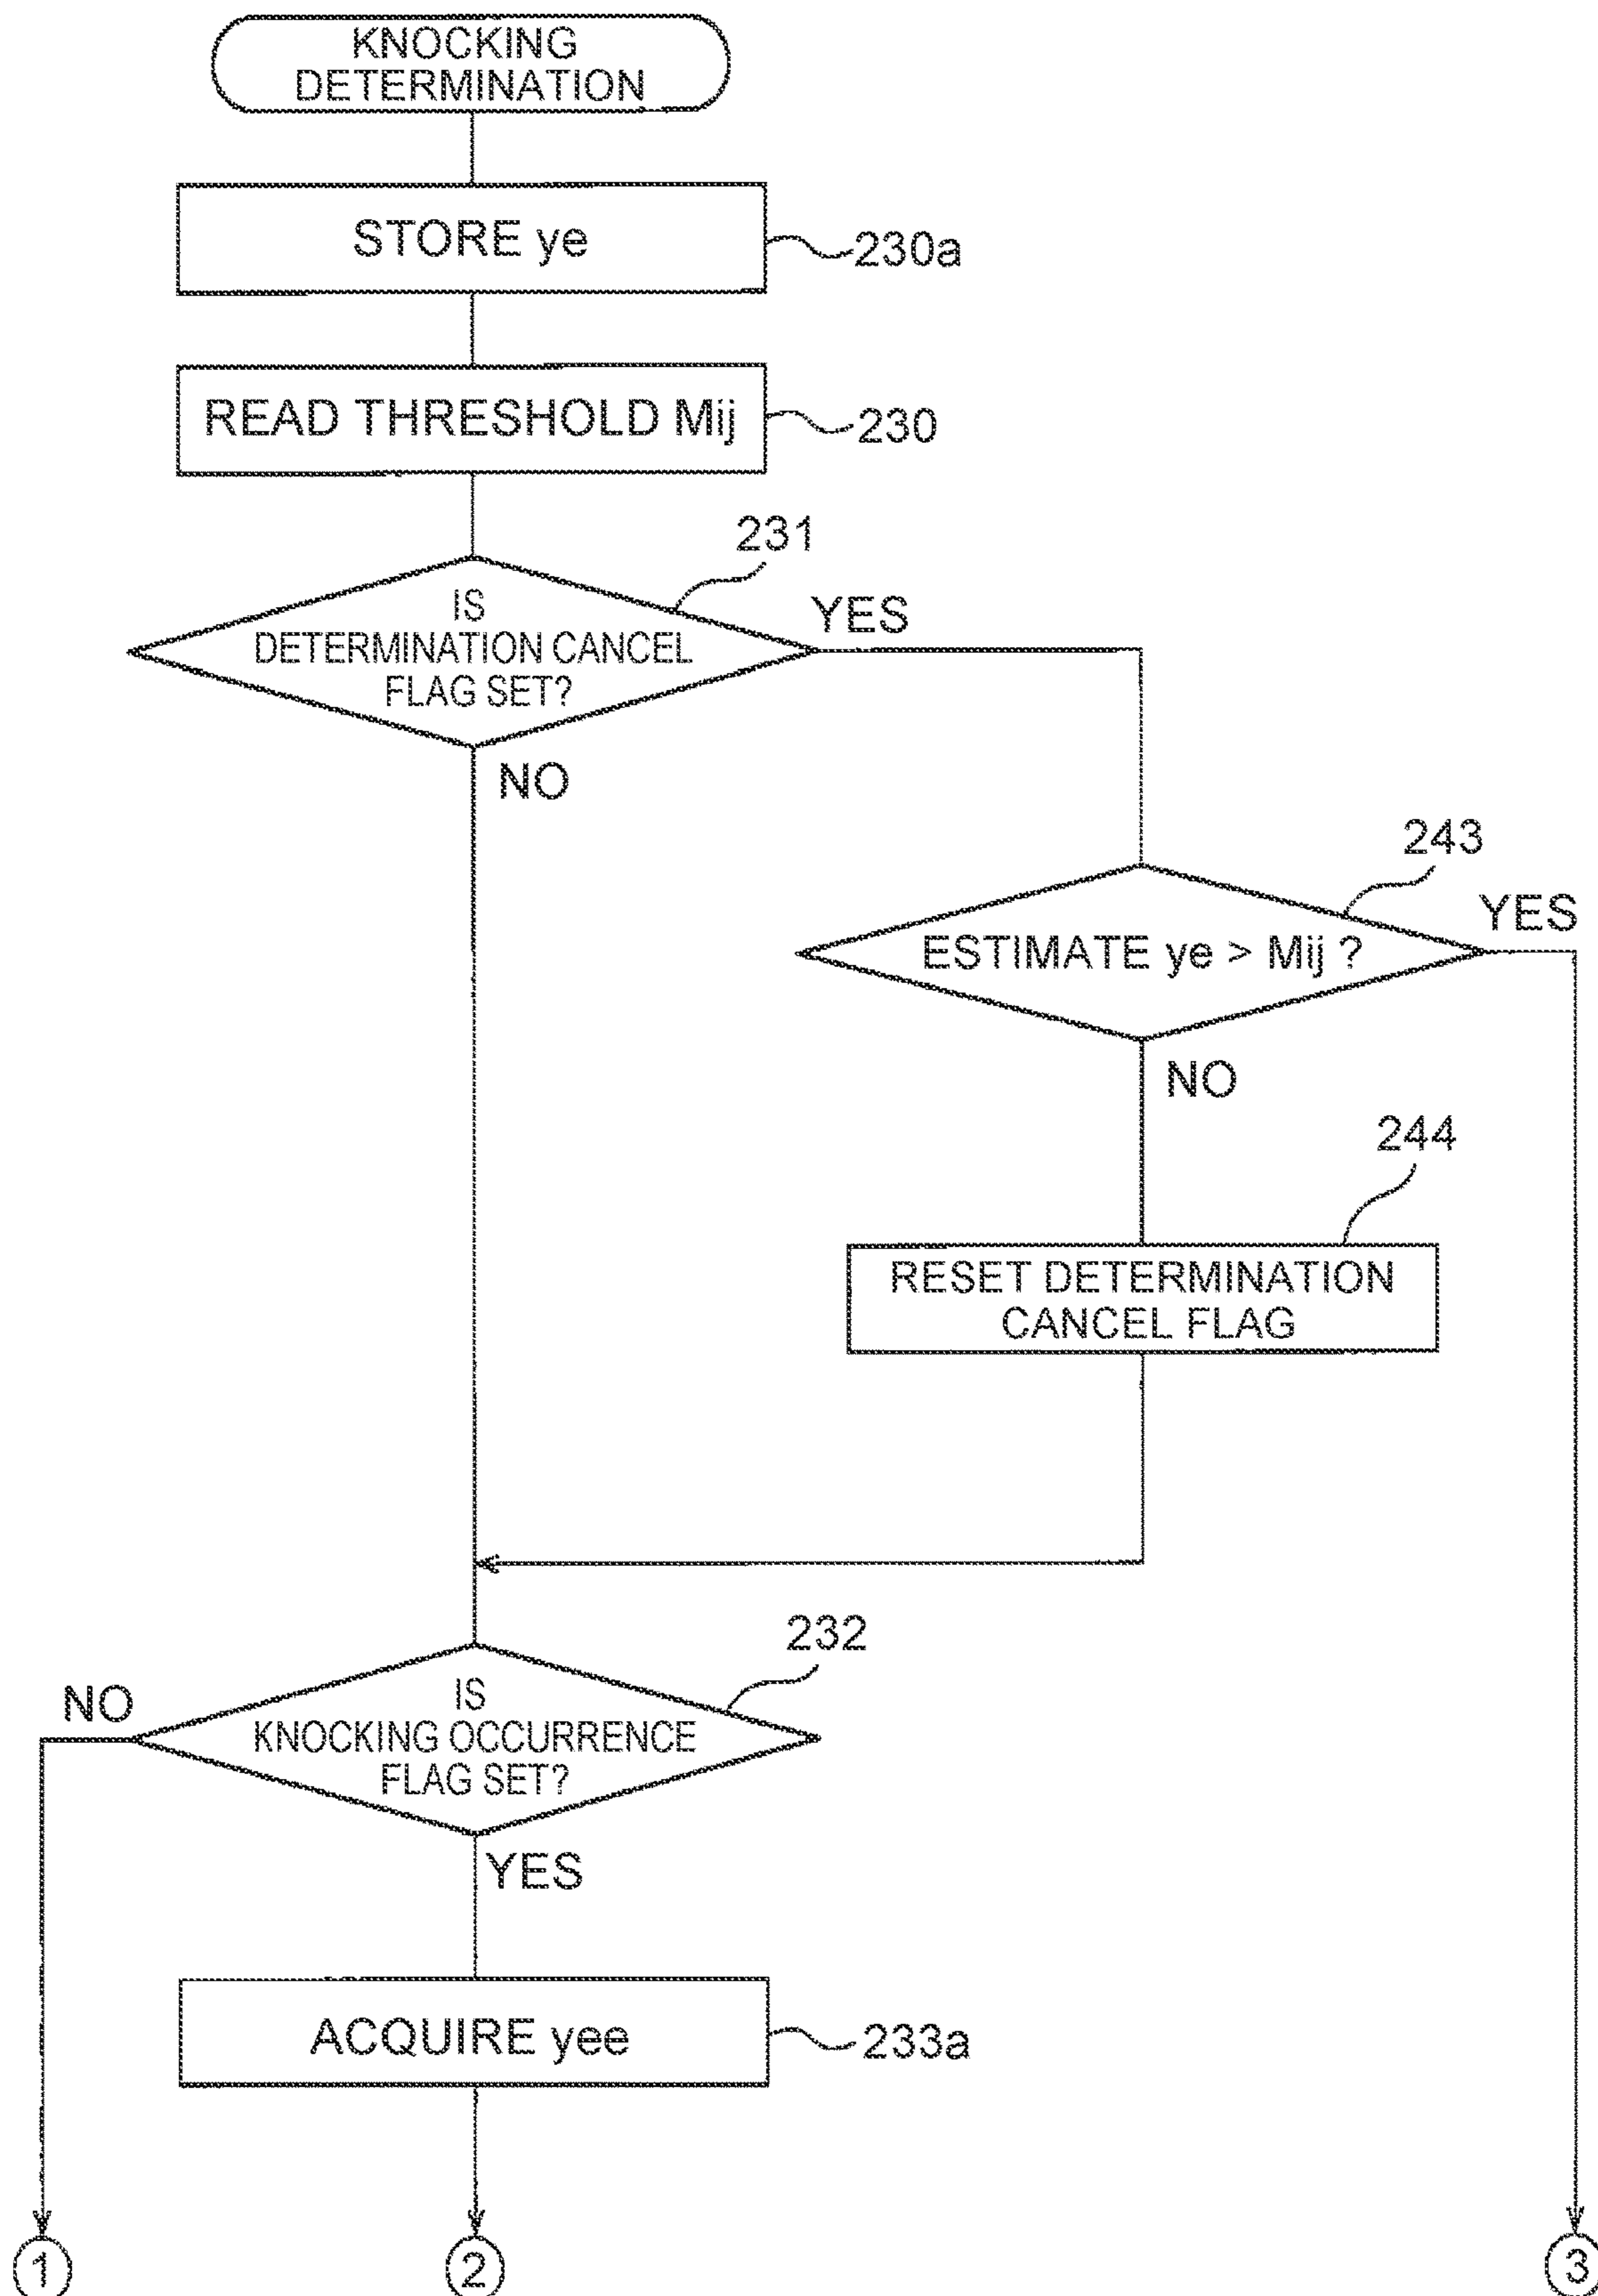 KNOCKING
DETERMINATION
STORE ye
230a
READ THRESHOLD Mij
230
231
IS
DETERMINATION CANCEL
FLAG SET?
YES
NO
243
YES
ESTIMATE ye > Mij ?
NO
244
RESET DETERMINATION
CANCEL FLAG
232
NO
IS
KNOCKING OCCURRENCE
FLAG SET?
YES
ACQUIRE yee
233a
1
2
3